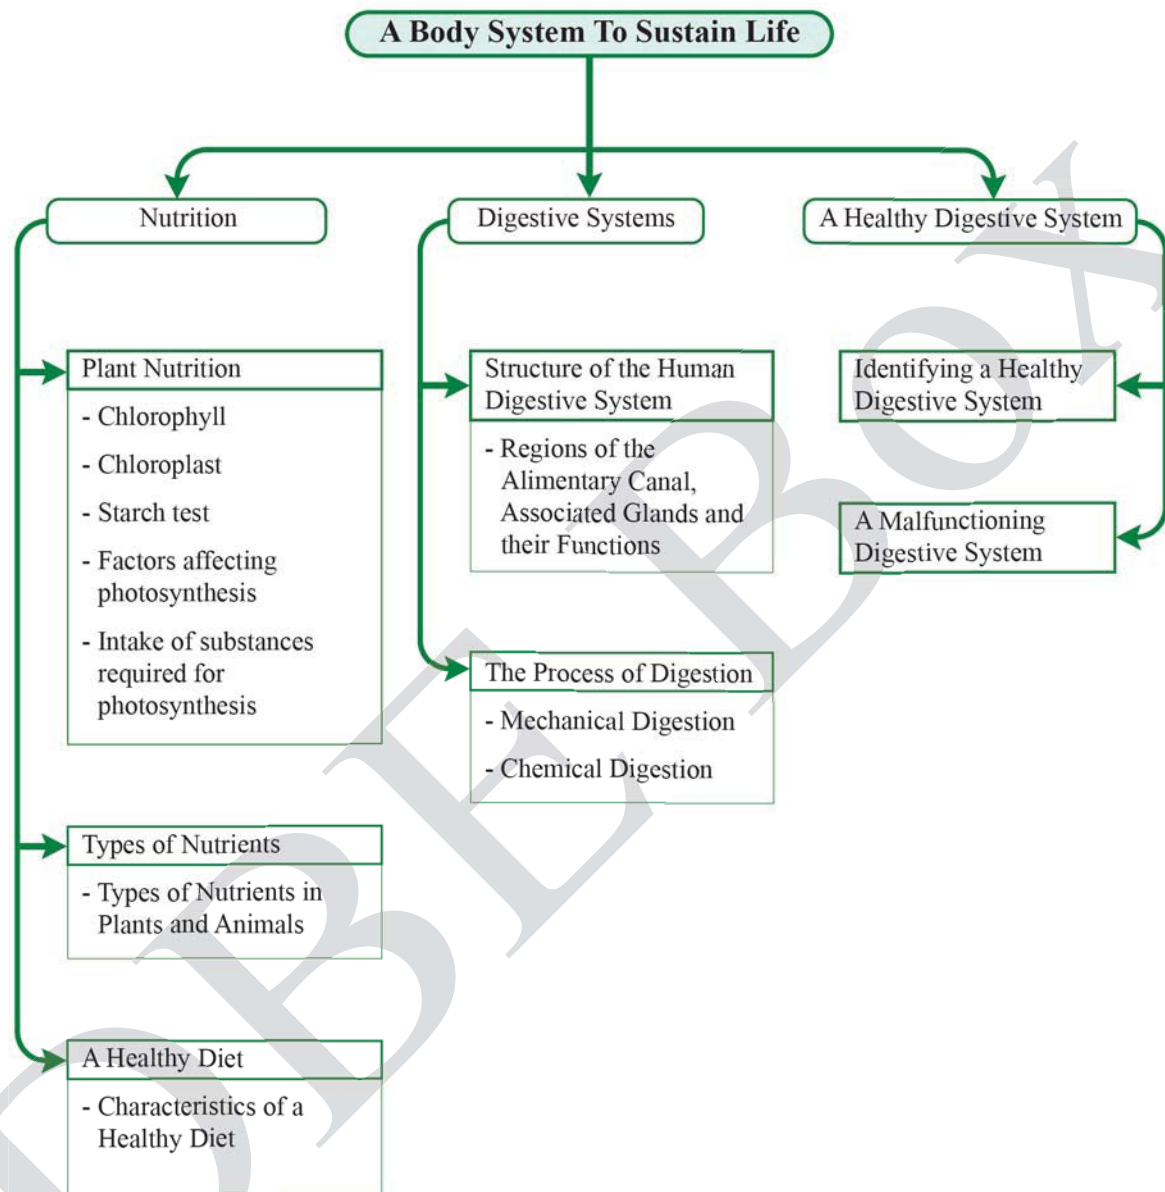 A Body System To Sustain Life
Nutrition
Plant Nutrition
- Chlorophyll
- Chloroplast
- Starch test
- Factors affecting
photosynthesis
- Intake of substances
required for
photosynthesis
Types of Nutrients
- Types of Nutrients in
Plants and Animals
A Healthy Diet
- Characteristics of a
Healthy Diet
Digestive Systems
Structure of the Human
Digestive System
- Regions of the
Alimentary Canal,
Associated Glands and
their Functions
The Process of Digestion
- Mechanical Digestion
- Chemical Digestion
A Healthy Digestive System
Identifying a Healthy
Digestive System
A Malfunctioning
Digestive System
DBE BOX